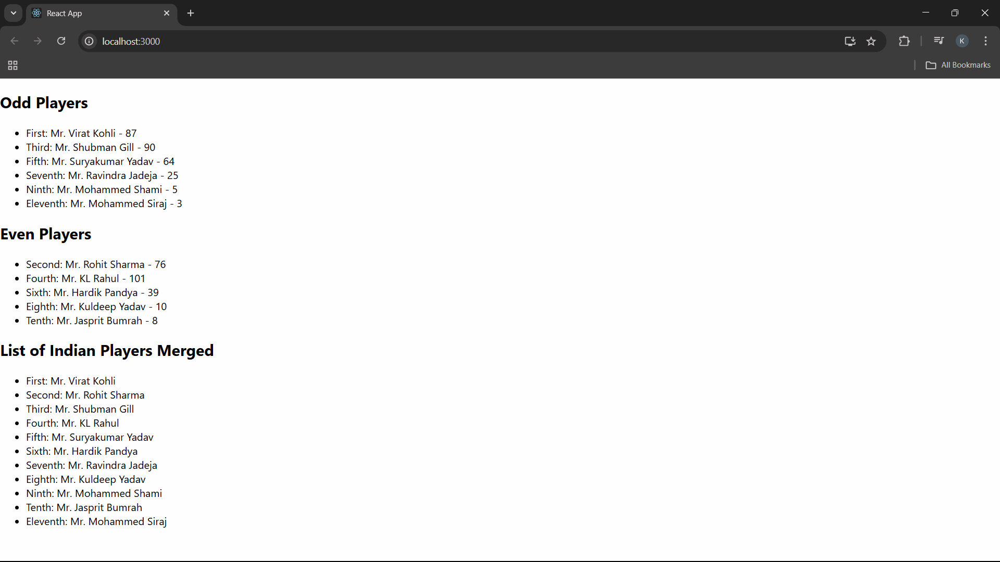 React App
localhost:3000
K
All Bookmarks
Odd Players
First: Mr. Virat Kohli - 87
Third: Mr. Shubman Gill - 90
Fifth: Mr. Suryakumar Yadav - 64
Seventh: Mr. Ravindra Jadeja - 25
Ninth: Mr. Mohammed Shami - 5
Eleventh: Mr. Mohammed Siraj - 3
Even Players
Second: Mr. Rohit Sharma - 76
Fourth: Mr. KL Rahul - 101
Sixth: Mr. Hardik Pandya - 39
Eighth: Mr. Kuldeep Yadav - 10
Tenth: Mr. Jasprit Bumrah - 8
List of Indian Players Merged
First: Mr. Virat Kohli
Second: Mr. Rohit Sharma
Third: Mr. Shubman Gill
Fourth: Mr. KL Rahul
Fifth: Mr. Suryakumar Yadav
Sixth: Mr. Hardik Pandya
Seventh: Mr. Ravindra Jadeja
Eighth: Mr. Kuldeep Yadav
Ninth: Mr. Mohammed Shami
Tenth: Mr. Jasprit Bumrah
Eleventh: Mr. Mohammed Siraj